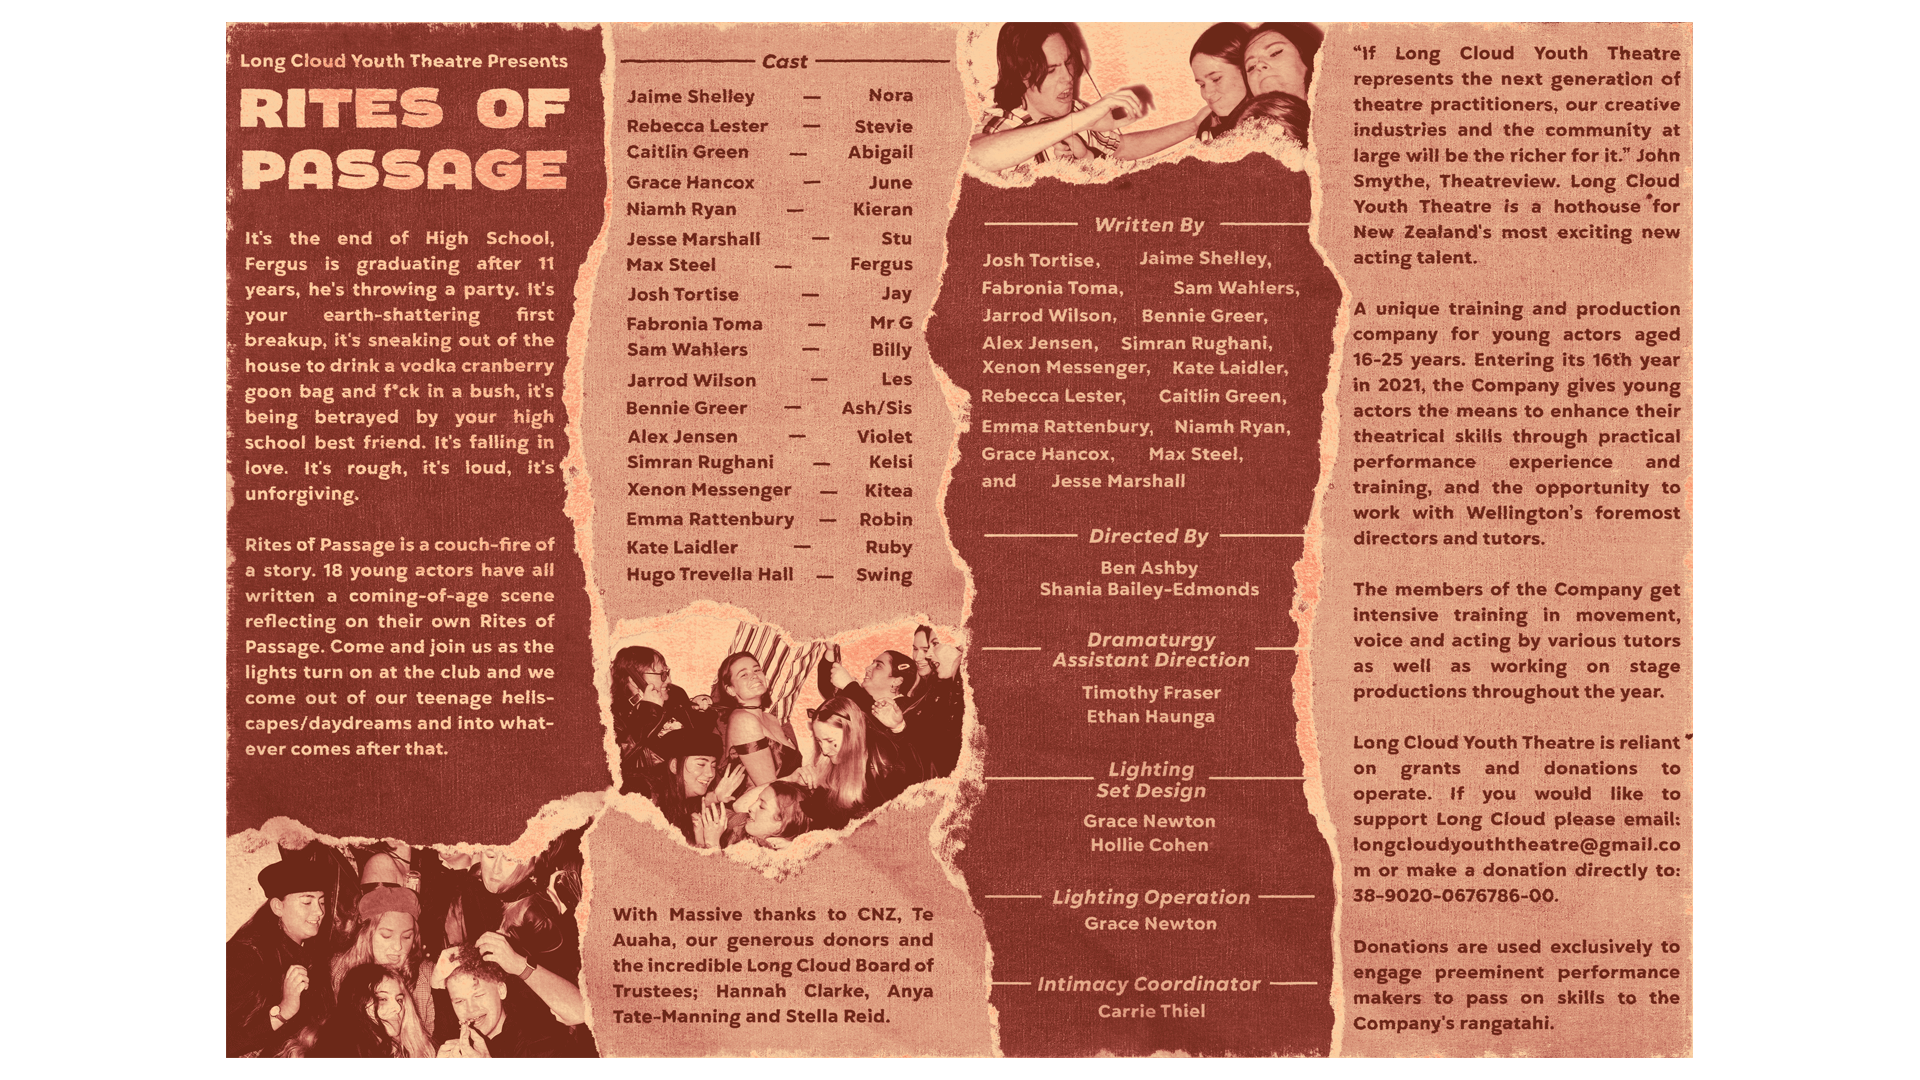 Long Cloud Youth Theatre Presents
RITES OF
PASSAGE
It's the end of High School,
Fergus is graduating after 11
years, he's throwing a party. It's
your earth-shattering first
breakup, it's sneaking out of the
house to drink a vodka cranberry
goon bag and f*ck in a bush, it's
being betrayed by your high
school best friend. It's falling in
love. It's rough, it's loud, it's
unforgiving.
Rites of Passage is a couch-fire of
a story. 18 young actors have all
written a coming-of-age scene
reflecting on their own Rites of
Passage. Come and join us as the
lights turn on at the club and we
come out of our teenage hells-
capes/daydreams and into what-
ever comes after that.
Cast
Jaime Shelley — Nora
Rebecca Lester — Stevie
Caitlin Green — Abigail
Grace Hancox — June
Niamh Ryan — Kieran
Jesse Marshall — Stu
Max Steel — Fergus
Josh Tortise — Jay
Fabronia Toma — Mr G
Sam Wahlers — Billy
Jarrod Wilson — Les
Bennie Greer — Ash/Sis
Alex Jensen — Violet
Simran Rughani — Kelsi
Xenon Messenger — Kitea
Emma Rattenbury — Robin
Kate Laidler — Ruby
Hugo Trevella Hall — Swing
With Massive thanks to CNZ, Te
Auaha, our generous donors and
the incredible Long Cloud Board of
Trustees; Hannah Clarke, Anya
Tate-Manning and Stella Reid.
Written By
Josh Tortise, Jaime Shelley,
Fabronia Toma, Sam Wahlers,
Jarrod Wilson, Bennie Greer,
Alex Jensen, Simran Rughani,
Xenon Messenger, Kate Laidler,
Rebecca Lester, Caitlin Green,
Emma Rattenbury, Niamh Ryan,
Grace Hancox, Max Steel,
and Jesse Marshall
Directed By
Ben Ashby
Shania Bailey-Edmonds
Dramaturgy
Assistant Direction
Timothy Fraser
Ethan Haunga
Lighting
Set Design
Grace Newton
Hollie Cohen
Lighting Operation
Grace Newton
Intimacy Coordinator
Carrie Thiel
“If Long Cloud Youth Theatre
represents the next generation of
theatre practitioners, our creative
industries and the community at
large will be the richer for it.” John
Smythe, Theatreview. Long Cloud
Youth Theatre is a hothouse for
New Zealand's most exciting new
acting talent.
A unique training and production
company for young actors aged
16-25 years. Entering its 16th year
in 2021, the Company gives young
actors the means to enhance their
theatrical skills through practical
performance experience and
training, and the opportunity to
work with Wellington’s foremost
directors and tutors.
The members of the Company get
intensive training in movement,
voice and acting by various tutors
as well as working on stage
productions throughout the year.
Long Cloud Youth Theatre is reliant
on grants and donations to
operate. If you would like to
support Long Cloud please email:
longcloudyouththeatre@gmail.co
m or make a donation directly to:
38-9020-0676786-00.
Donations are used exclusively to
engage preeminent performance
makers to pass on skills to the
Company's rangatahi.